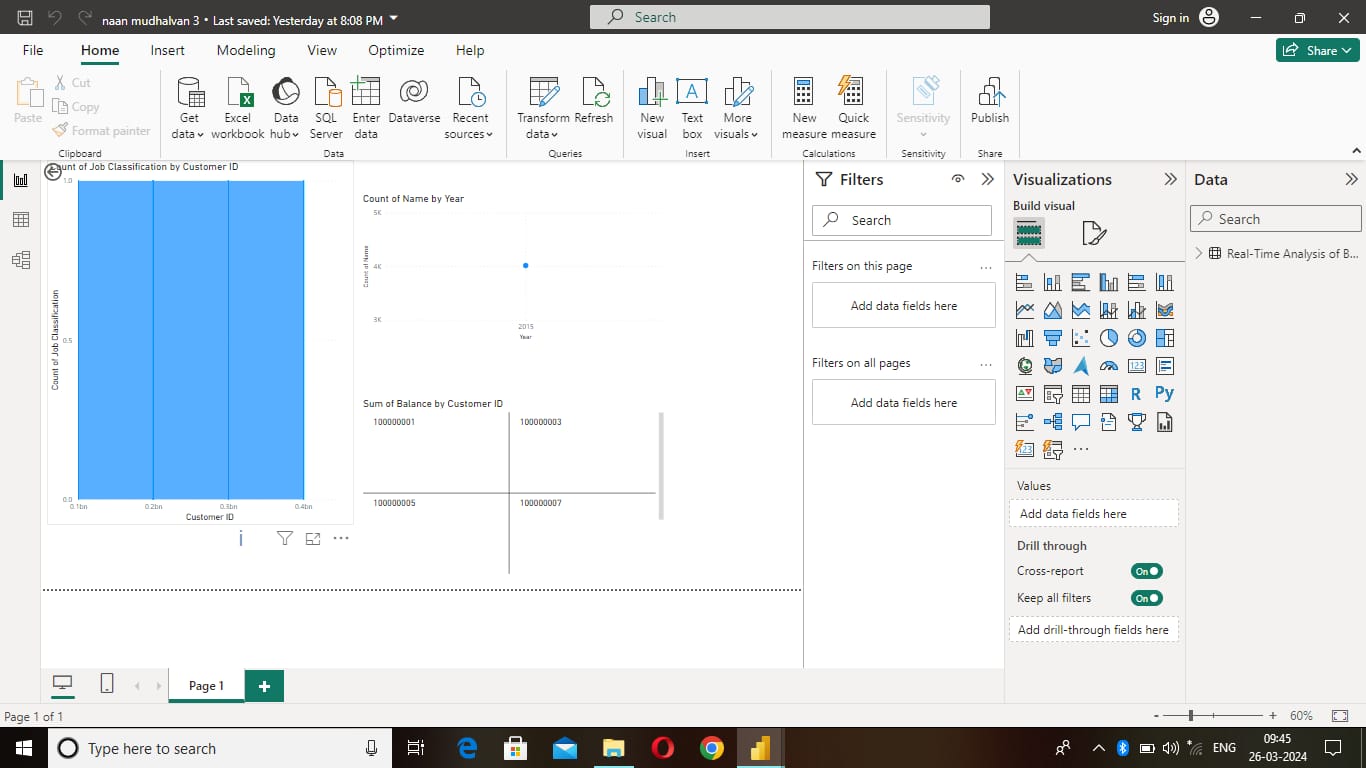 naan mudhalvan 3 • Last saved: Yesterday at 8:08 PM
Search
Sign in
File Home Insert Modeling View Optimize Help
Share
Paste
Cut
Copy
Format painter
Clipboard
Get data
Excel workbook
Data hub
SQL Server
Enter data
Dataverse
Recent sources
Data
Transform data
Refresh
Queries
New visual
Text box
More visuals
Insert
New measure
Quick measure
Calculations
Sensitivity
Sensitivity
Publish
Share
unt of Job Classification by Customer ID
1.0
0.5
0.0
Count of Job Classification
0.1bn 0.2bn 0.3bn 0.4bn
Customer ID
Count of Name by Year
5K
4K
3K
Count of Name
2015
Year
Sum of Balance by Customer ID
100000001 100000003
100000005 100000007
Filters
Search
Filters on this page ...
Add data fields here
Filters on all pages ...
Add data fields here
Visualizations
Build visual
123
R Py
123
...
Values
Add data fields here
Drill through
Cross-report On
Keep all filters On
Add drill-through fields here
Data
Search
Real-Time Analysis of B...
Page 1
Page 1 of 1
- + 60%
Type here to search
ENG
09:45
26-03-2024